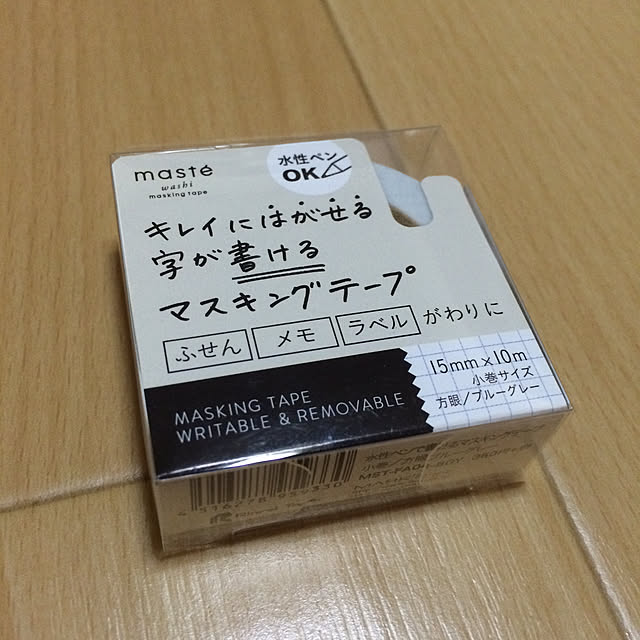 masté
washi
masking tape
水性ペン
OK
キレイにはがせる
字が書ける
マスキングテープ
ふせん メモ ラベル がわりに
15mm×10m
小巻サイズ
方眼/ブルーグレー
MASKING TAPE
WRITABLE & REMOVABLE